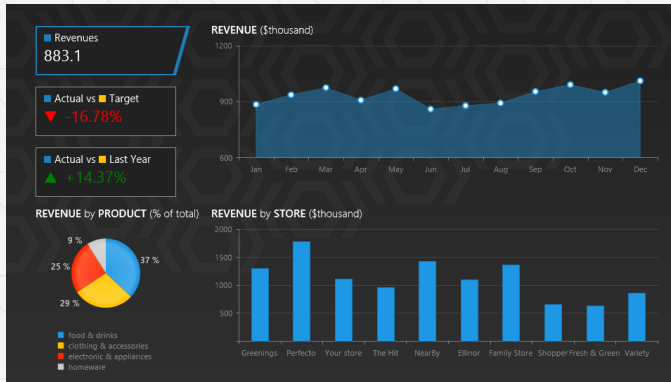 Revenues
883.1
Actual vs Target
-16.78%
Actual vs Last Year
+14.37%
REVENUE ($thousand)
1200
900
600
Jan Feb Mar Apr May Jun Jul Aug Sep Oct Nov Dec
REVENUE by PRODUCT (% of total)
9 %
37 %
25 %
29 %
food & drinks
clothing & accessories
electronic & appliances
homeware
REVENUE by STORE ($thousand)
2000
1500
1000
500
Greenings Perfecto Your store The Hit NearBy Ellinor Family Store Shopper Fresh & Green Variety